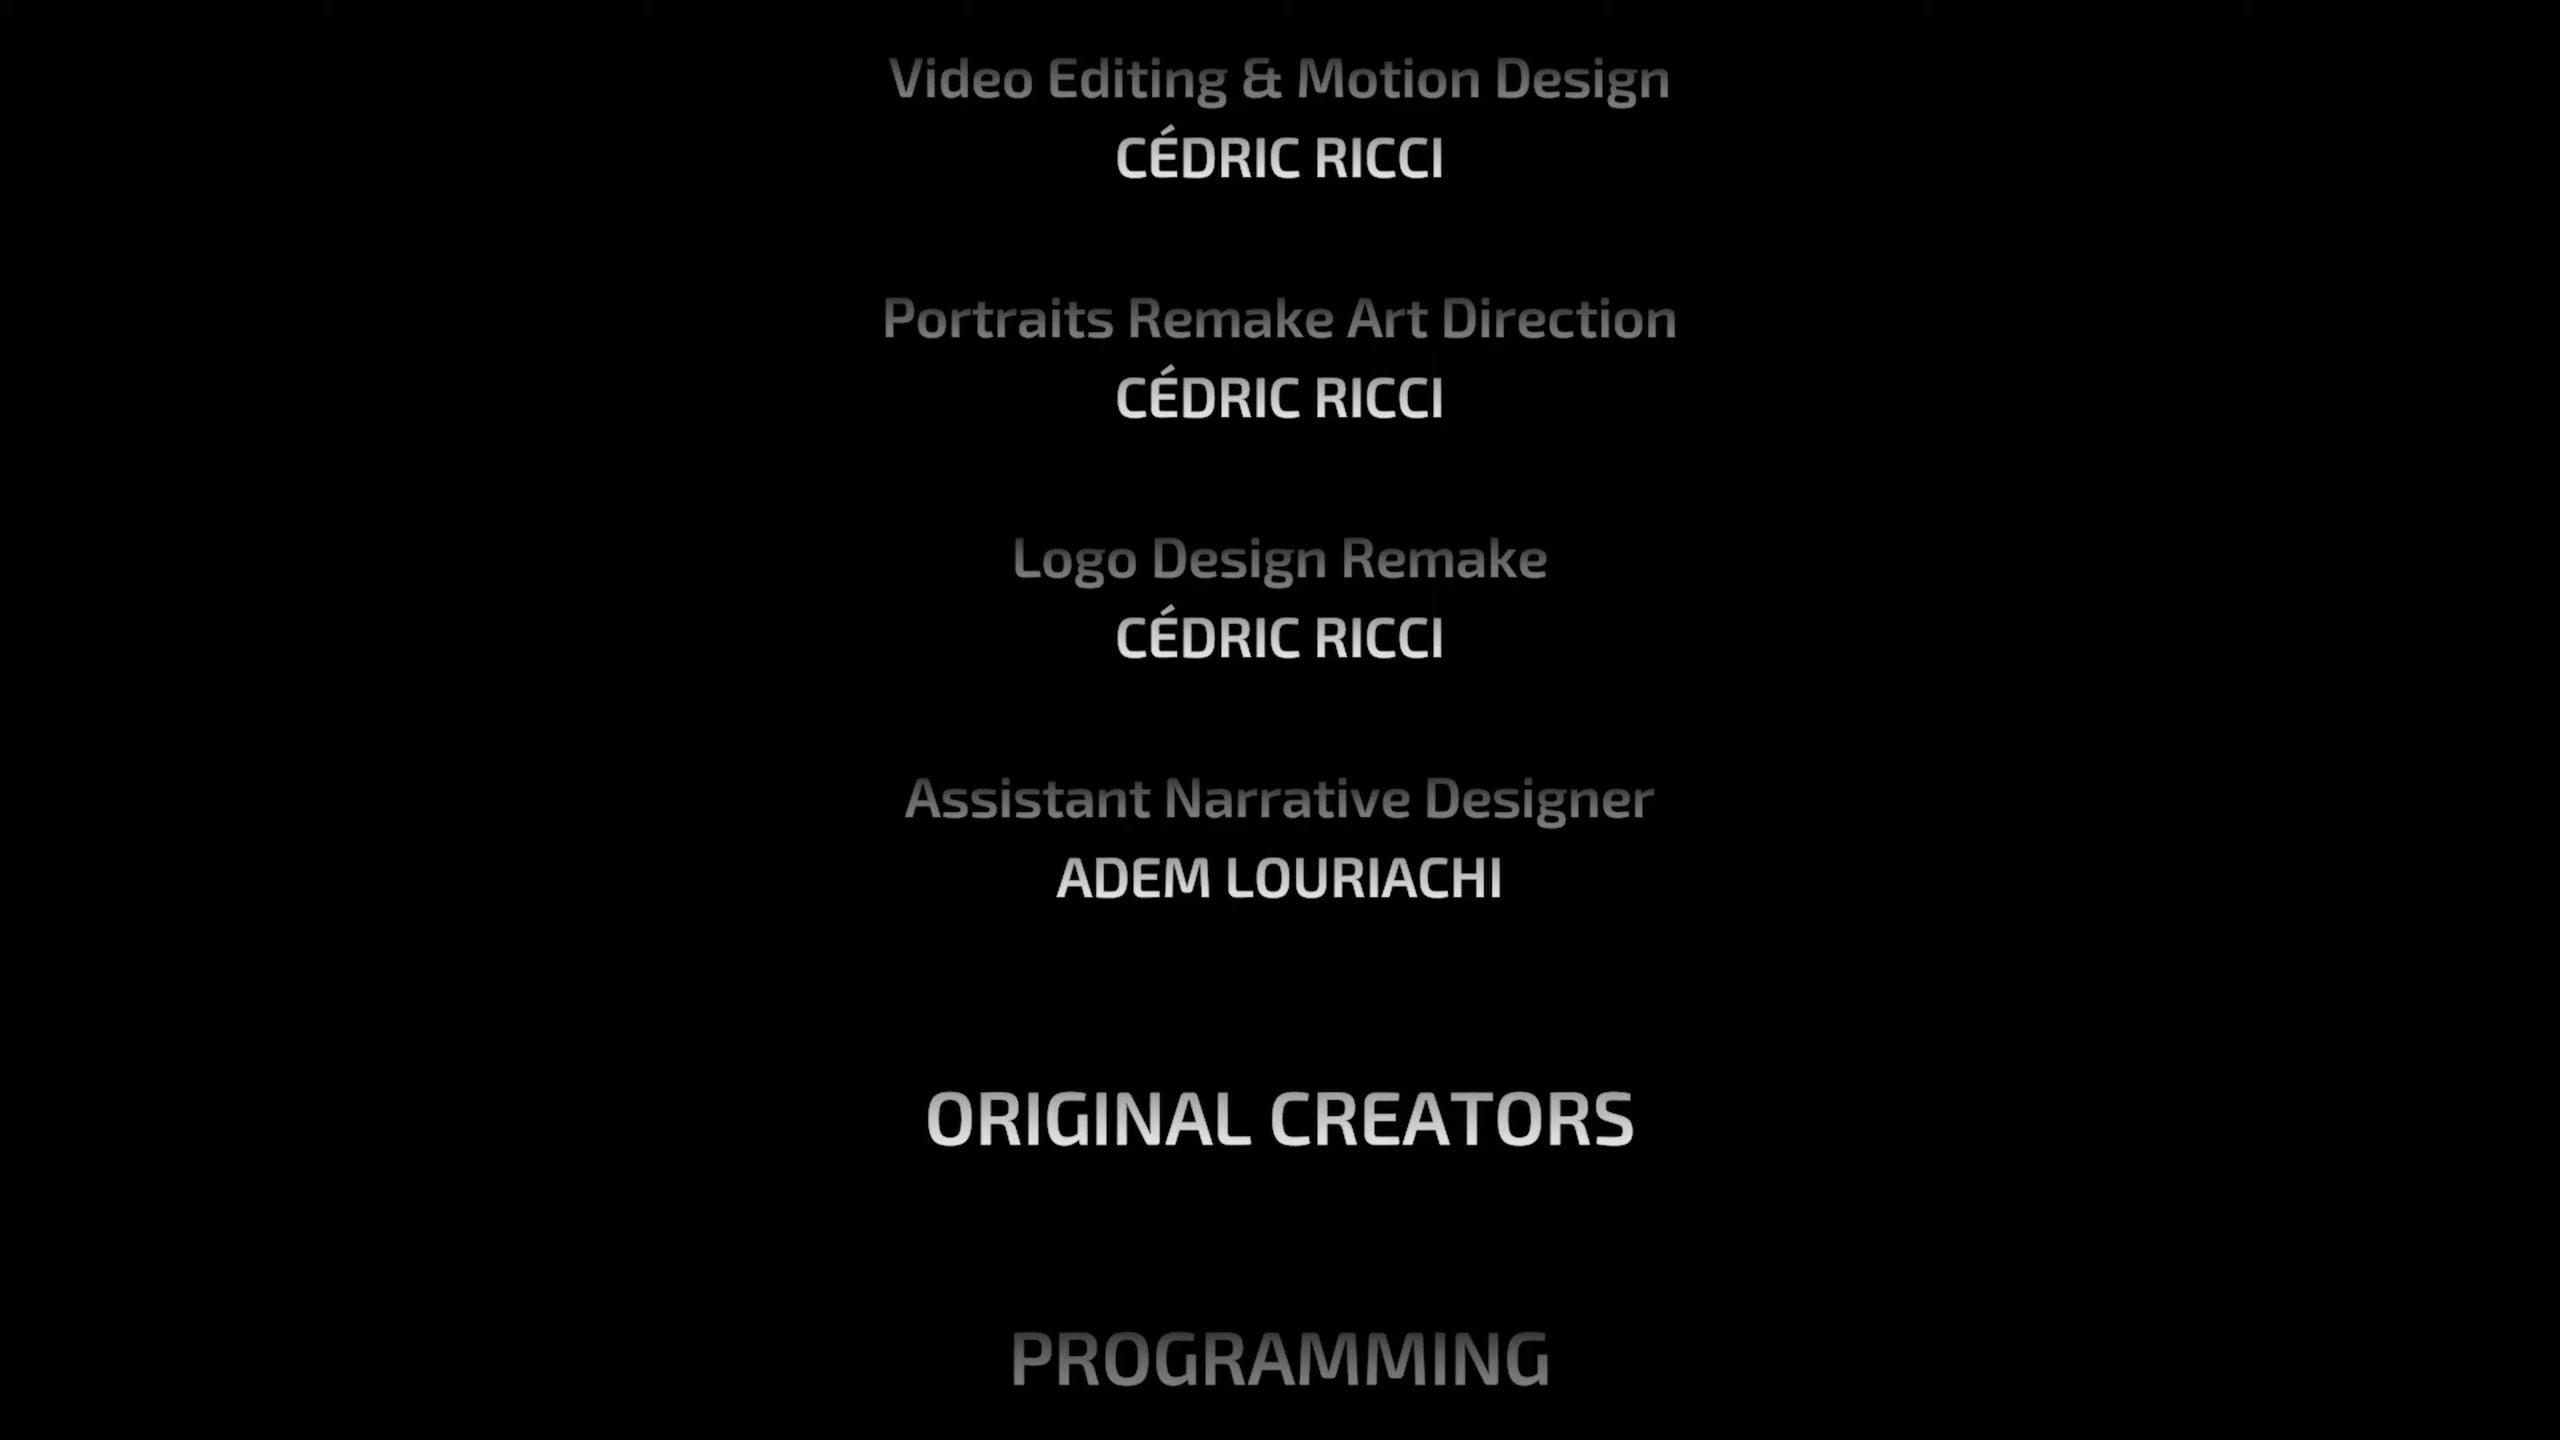 Video Editing & Motion Design
CÉDRIC RICCI
Portraits Remake Art Direction
CÉDRIC RICCI
Logo Design Remake
CÉDRIC RICCI
Assistant Narrative Designer
ADEM LOURIACHI
ORIGINAL CREATORS
PROGRAMMING